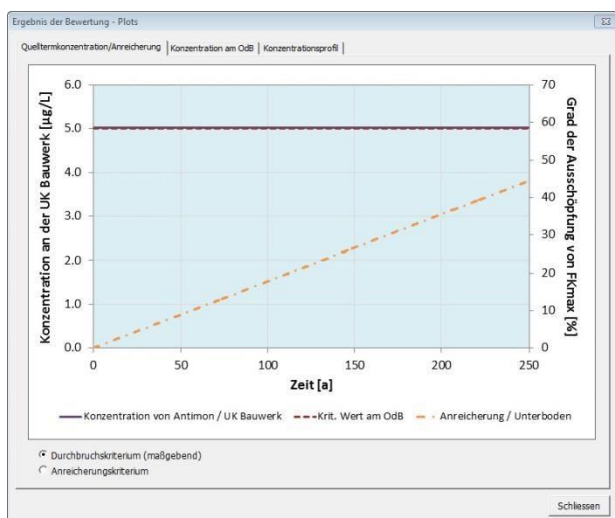 Ergebnis der Bewertung - Plots
Quelltermkonzentration/Anreicherung | Konzentration am OdB | Konzentrationsprofil |
Konzentration an der UK Bauwerk [µg/L]
6.0
5.0
4.0
3.0
2.0
1.0
0.0
70
60
50
40
30
20
10
0
Grad der Ausschöpfung von FKmax [%]
0 50 100 150 200 250
Zeit [a]
Konzentration von Antimon / UK Bauwerk Krit. Wert am OdB Anreicherung / Unterboden
Durchbruchskriterium (maßgebend)
Anreicherungskriterium
Schliessen